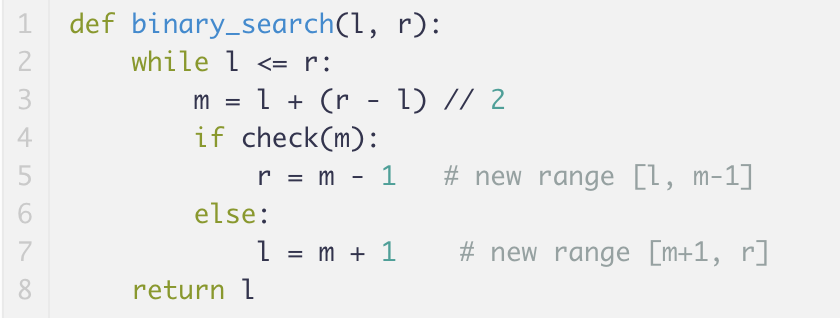 1 def binary_search(l, r):
2     while l <= r:
3         m = l + (r - l) // 2
4         if check(m):
5             r = m - 1   # new range [l, m-1]
6         else:
7             l = m + 1    # new range [m+1, r]
8     return l